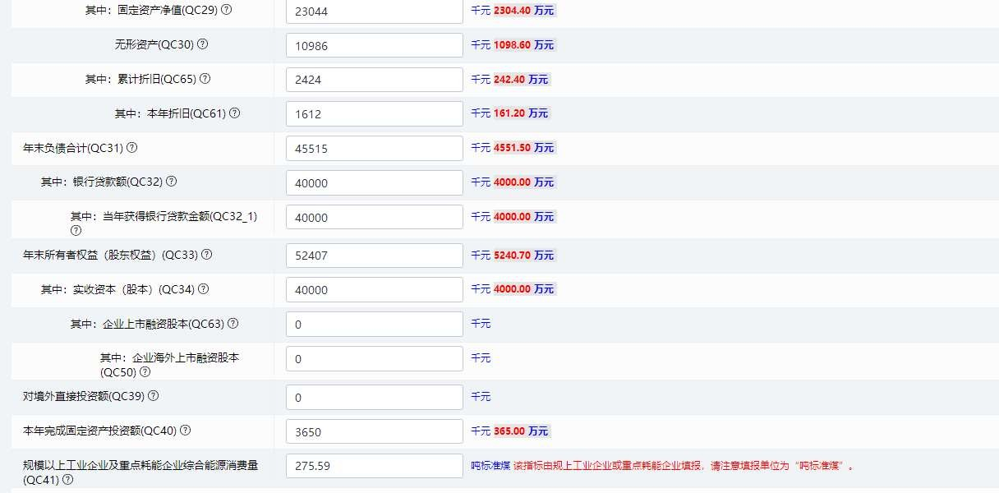 其中：固定资产净值(QC29) ? 23044 千元 2304.40 万元
无形资产(QC30) ? 10986 千元 1098.60 万元
其中：累计折旧(QC65) ? 2424 千元 242.40 万元
其中：本年折旧(QC61) ? 1612 千元 161.20 万元
年末负债合计(QC31) ? 45515 千元 4551.50 万元
其中：银行贷款额(QC32) ? 40000 千元 4000.00 万元
其中：当年获得银行贷款金额(QC32_1) ? 40000 千元 4000.00 万元
年末所有者权益（股东权益）(QC33) ? 52407 千元 5240.70 万元
其中：实收资本（股本）(QC34) ? 40000 千元 4000.00 万元
其中：企业上市融资股本(QC63) ? 0 千元
其中：企业海外上市融资股本
(QC50) ? 0 千元
对境外直接投资额(QC39) ? 0 千元
本年完成固定资产投资额(QC40) ? 3650 千元 365.00 万元
规模以上工业企业及重点耗能企业综合能源消费量
(QC41) ? 275.59 吨标准煤 该指标由规上工业企业或重点耗能企业填报，请注意填报单位为“吨标准煤”。